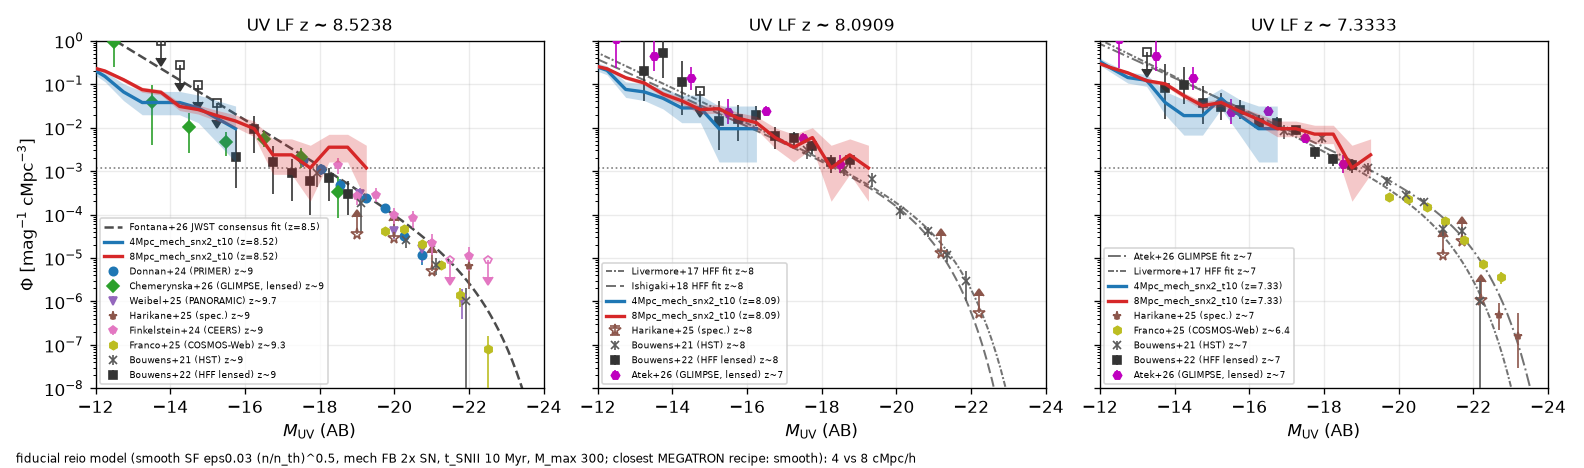 UV LF z ~ 8.5238
UV LF z ~ 8.0909
UV LF z ~ 7.3333
Φ [mag⁻¹ cMpc⁻³]
10⁰
10⁻¹
10⁻²
10⁻³
10⁻⁴
10⁻⁵
10⁻⁶
10⁻⁷
10⁻⁸
Fontana+26 JWST consensus fit (z=8.5)
4Mpc_mech_snx2_t10 (z=8.52)
8Mpc_mech_snx2_t10 (z=8.52)
Donnan+24 (PRIMER) z~9
Chemerynska+26 (GLIMPSE, lensed) z~9
Weibel+25 (PANORAMIC) z~9.7
Harikane+25 (spec.) z~9
Finkelstein+24 (CEERS) z~9
Franco+25 (COSMOS-Web) z~9.3
Bouwens+21 (HST) z~9
Bouwens+22 (HFF lensed) z~9
−12 −14 −16 −18 −20 −22 −24
M_UV (AB)
Livermore+17 HFF fit z~8
Ishigaki+18 HFF fit z~8
4Mpc_mech_snx2_t10 (z=8.09)
8Mpc_mech_snx2_t10 (z=8.09)
Harikane+25 (spec.) z~8
Bouwens+21 (HST) z~8
Bouwens+22 (HFF lensed) z~8
Atek+26 (GLIMPSE, lensed) z~7
−12 −14 −16 −18 −20 −22 −24
M_UV (AB)
Atek+26 GLIMPSE fit z~7
Livermore+17 HFF fit z~7
4Mpc_mech_snx2_t10 (z=7.33)
8Mpc_mech_snx2_t10 (z=7.33)
Harikane+25 (spec.) z~7
Franco+25 (COSMOS-Web) z~6.4
Bouwens+21 (HST) z~7
Bouwens+22 (HFF lensed) z~7
Atek+26 (GLIMPSE, lensed) z~7
−12 −14 −16 −18 −20 −22 −24
M_UV (AB)
fiducial reio model (smooth SF eps0.03 (n/n_th)^0.5, mech FB 2x SN, t_SNII 10 Myr, M_max 300; closest MEGATRON recipe: smooth): 4 vs 8 cMpc/h